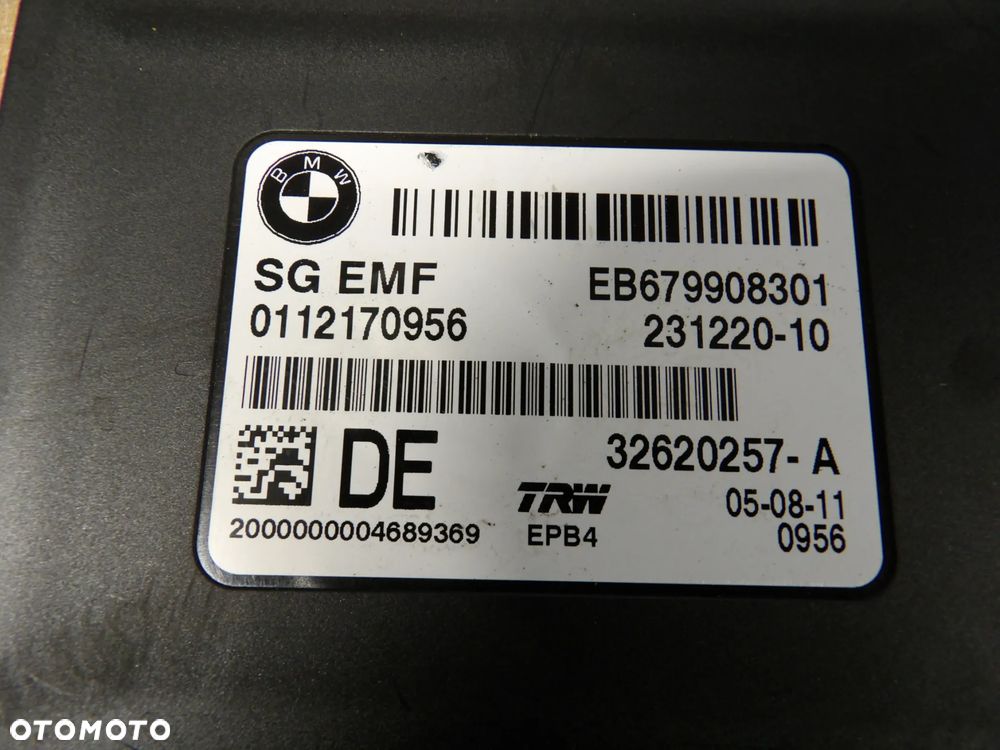 BMW
SG EMF
EB679908301
0112170956
231220-10
DE
32620257- A
TRW
05-08-11
2000000004689369
EPB4
0956
OTOMOTO